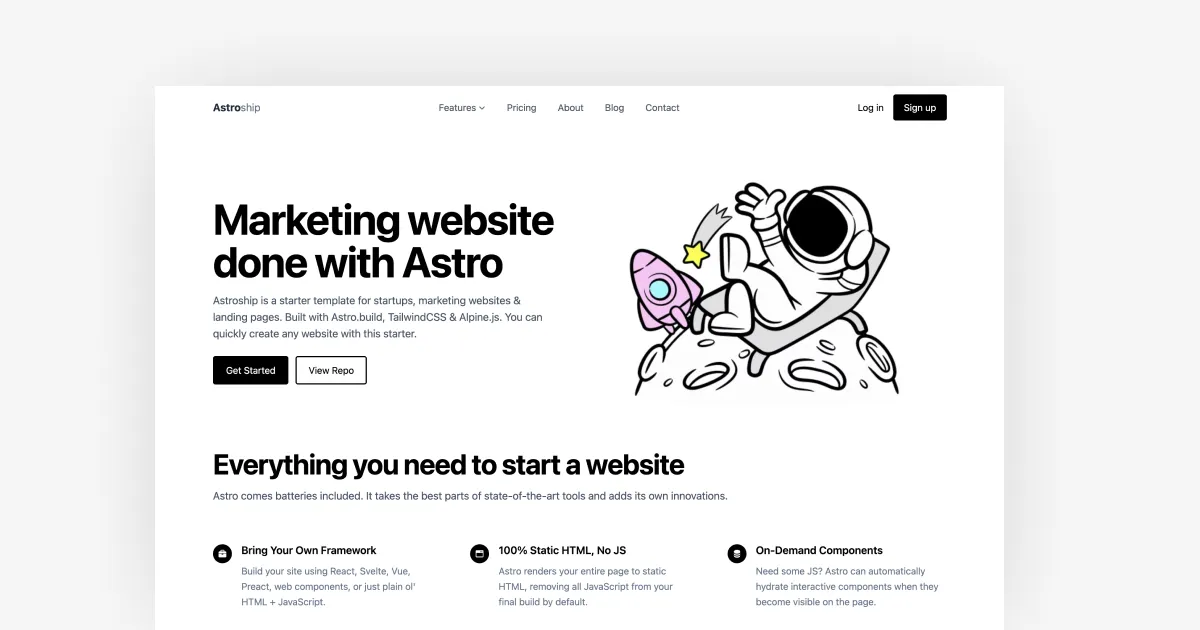 Astroship
Features
Pricing
About
Blog
Contact
Log in
Sign up
Marketing website
done with Astro
Astroship is a starter template for startups, marketing websites &
landing pages. Built with Astro.build, TailwindCSS & Alpine.js. You can
quickly create any website with this starter.
Get Started
View Repo
Everything you need to start a website
Astro comes batteries included. It takes the best parts of state-of-the-art tools and adds its own innovations.
Bring Your Own Framework
Build your site using React, Svelte, Vue,
Preact, web components, or just plain ol'
HTML + JavaScript.
100% Static HTML, No JS
Astro renders your entire page to static
HTML, removing all JavaScript from your
final build by default.
On-Demand Components
Need some JS? Astro can automatically
hydrate interactive components when they
become visible on the page.